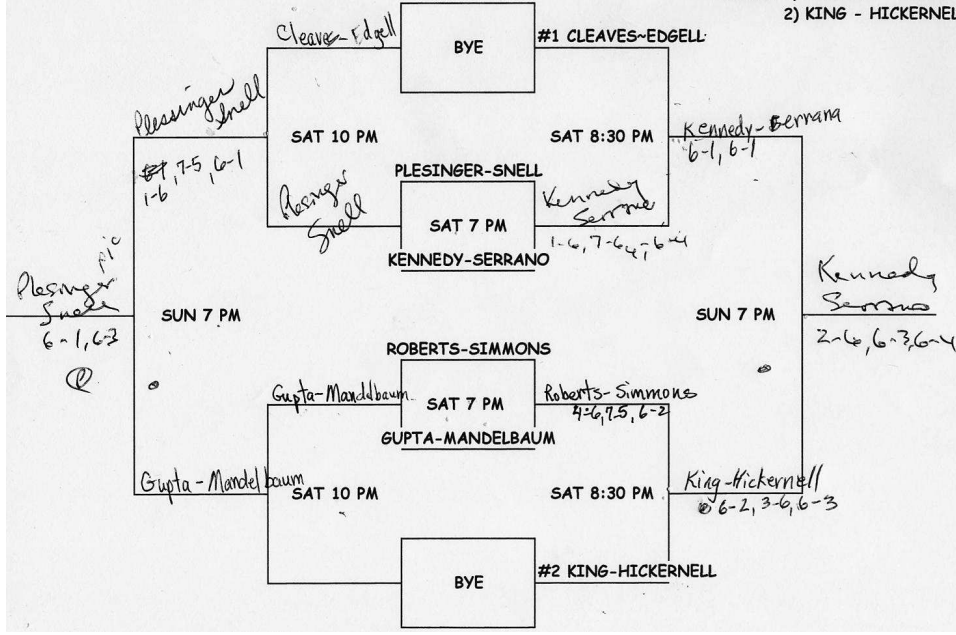 2) KING - HICKERNEL
Cleaves-Edgell
BYE
#1 CLEAVES~EDGELL
Plessinger
Snell
SAT 10 PM
SAT 8:30 PM
Kennedy-Serrana
6-1, 6-1
7-5, 6-1
1-6
PLESINGER-SNELL
Plesinger
Snell
SAT 7 PM
Kennedy
Serrano
1-6, 7-6 4, 6-4
KENNEDY-SERRANO
Plesinger
Snell
6-1, 6-3
SUN 7 PM
SUN 7 PM
Kennedy
Serrano
2-6, 6-3, 6-4
ROBERTS-SIMMONS
Gupta-Mandelbaum
SAT 7 PM
Roberts-Simmons
4-6, 7-5, 6-2
GUPTA-MANDELBAUM
Gupta-Mandelbaum
SAT 10 PM
SAT 8:30 PM
King-Hickernell
6-2, 3-6, 6-3
BYE
#2 KING-HICKERNELL